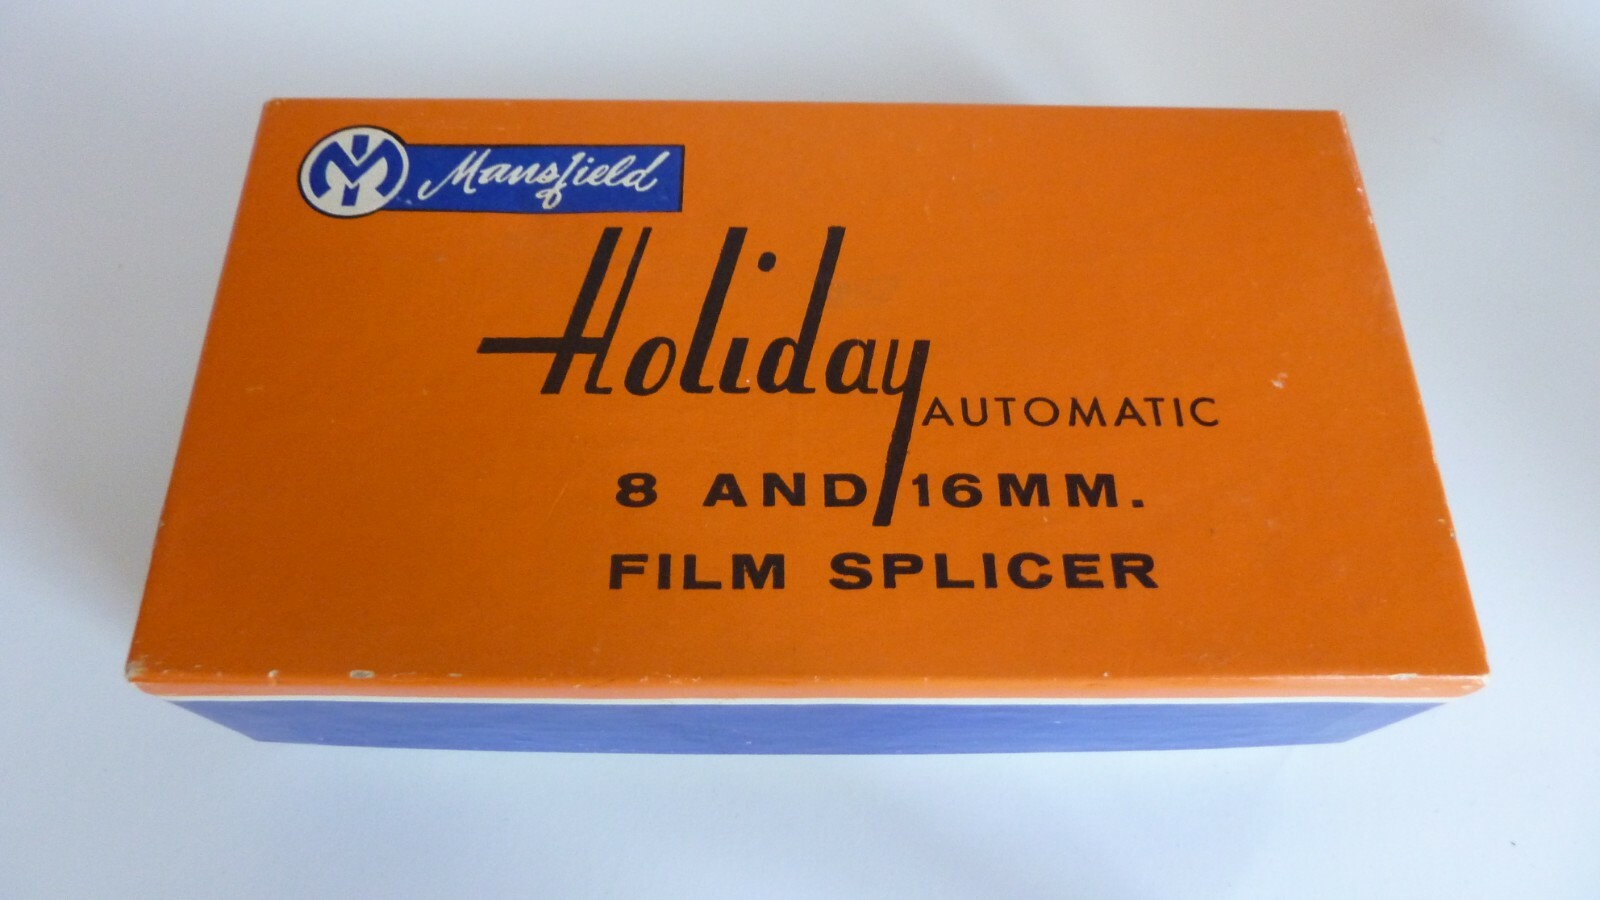 Mansfield
Holiday
AUTOMATIC
8 AND 16MM.
FILM SPLICER